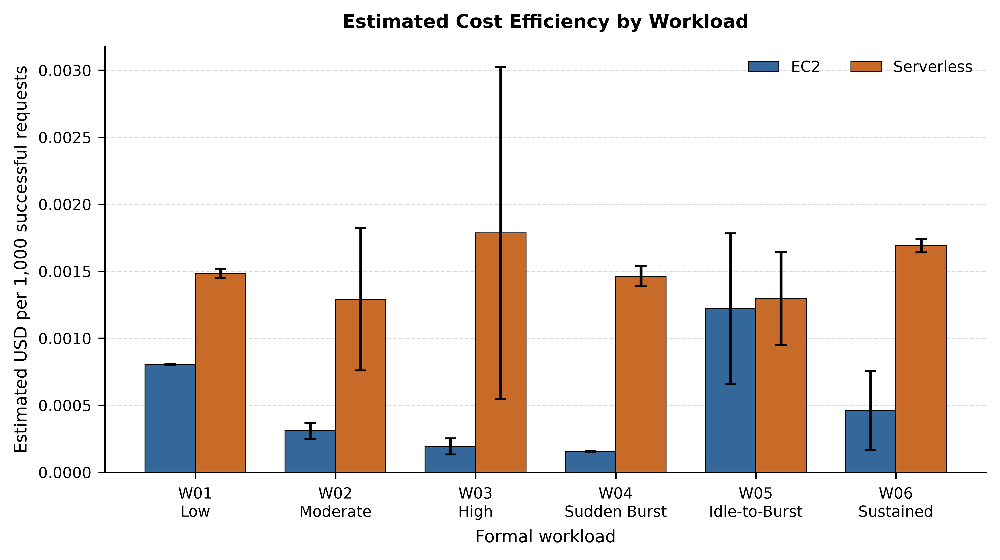 Estimated Cost Efficiency by Workload
EC2
Serverless
Estimated USD per 1,000 successful requests
0.0030
0.0025
0.0020
0.0015
0.0010
0.0005
0.0000
W01
Low
W02
Moderate
W03
High
W04
Sudden Burst
W05
Idle-to-Burst
W06
Sustained
Formal workload